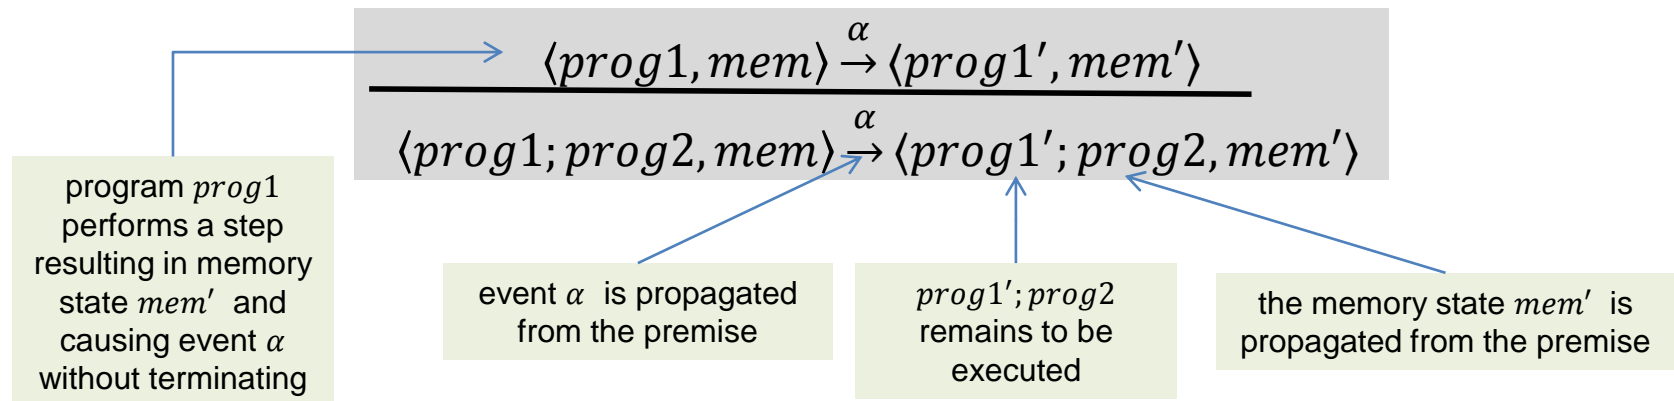 ⟨prog1, mem⟩ →^α ⟨prog1′, mem′⟩
⟨prog1; prog2, mem⟩ →^α ⟨prog1′; prog2, mem′⟩
program prog1
performs a step
resulting in memory
state mem′ and
causing event α
without terminating
event α is propagated
from the premise
prog1′; prog2
remains to be
executed
the memory state mem′ is
propagated from the premise